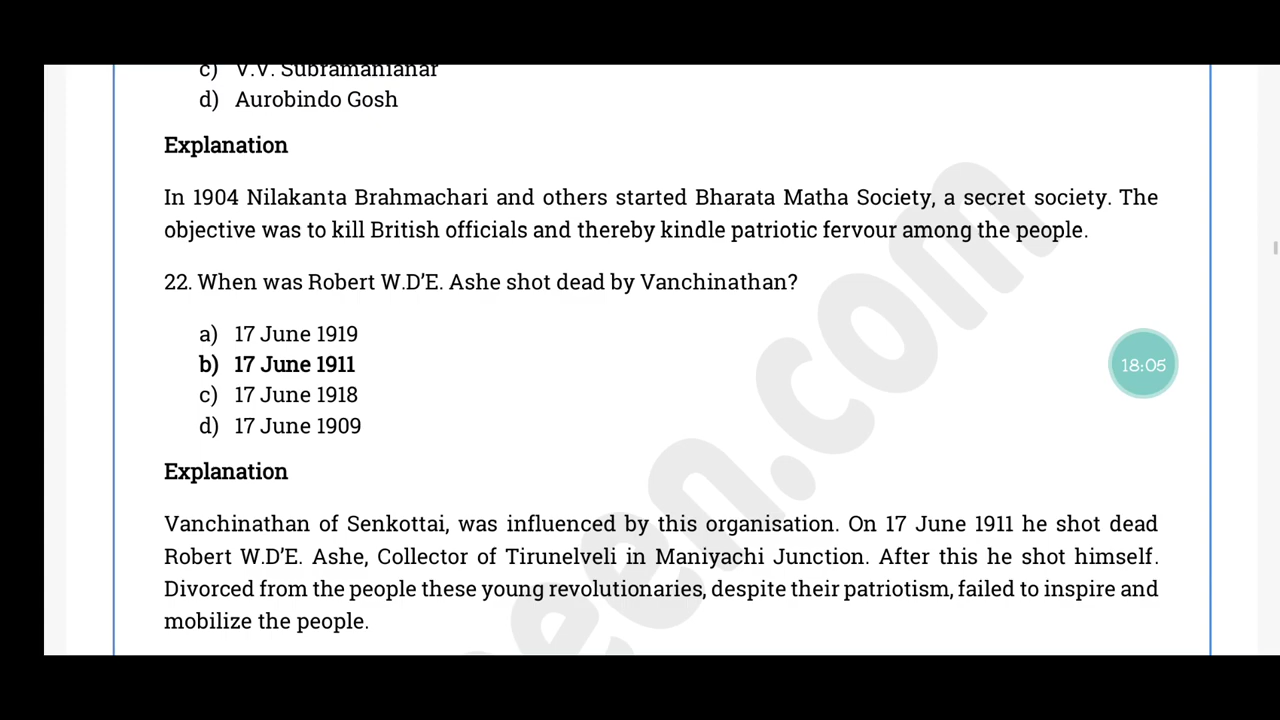 c) V.V. Subramanianar
d) Aurobindo Gosh
Explanation
In 1904 Nilakanta Brahmachari and others started Bharata Matha Society, a secret society. The
objective was to kill British officials and thereby kindle patriotic fervour among the people.
22. When was Robert W.D’E. Ashe shot dead by Vanchinathan?
a) 17 June 1919
b) 17 June 1911
18:05
c) 17 June 1918
d) 17 June 1909
Explanation
Vanchinathan of Senkottai, was influenced by this organisation. On 17 June 1911 he shot dead
Robert W.D’E. Ashe, Collector of Tirunelveli in Maniyachi Junction. After this he shot himself.
Divorced from the people these young revolutionaries, despite their patriotism, failed to inspire and
mobilize the people.
een.com